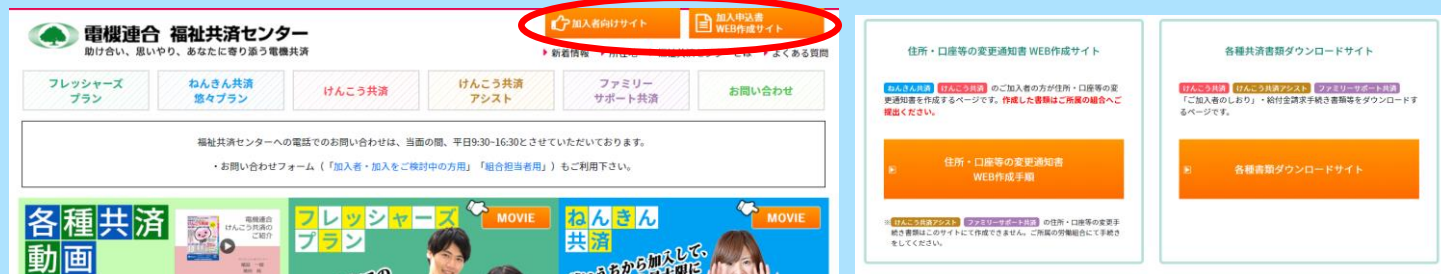 電機連合 福祉共済センター
助け合い、思いやり、あなたに寄り添う電機共済
加入者向けサイト
加入申込書
WEB作成サイト
新着情報
よくある質問
フレッシャーズ
プラン
ねんきん共済
悠々プラン
けんこう共済
けんこう共済
アシスト
ファミリー
サポート共済
お問い合わせ
福祉共済センターへの電話でのお問い合わせは、当面の間、平日9:30-16:30とさせていただいております。
・お問い合わせフォーム（「加入者・加入をご検討中の方用」「組合担当者用」）もご利用下さい。
各種共済
動画
電機連合
けんこう共済の
ご紹介
フレッシャーズ
プラン
MOVIE
ねんきん
共済
MOVIE
うちから加入して、
住所・口座等の変更通知書 WEB作成サイト
ねんきん共済 けんこう共済 のご加入者の方が住所・口座等の変
更通知書を作成するページです。作成した書類はご所属の組合へご
提出ください。
住所・口座等の変更通知書
WEB作成手順
※けんこう共済アシスト ファミリーサポート共済 の住所・口座等の変更手
続き書類はこのサイトにて作成できません。ご所属の労働組合にて手続き
をしてください。
各種共済書類ダウンロードサイト
けんこう共済 けんこう共済アシスト ファミリーサポート共済
「ご加入者のしおり」・給付金請求手続き書類等をダウンロードす
るページです。
各種書類ダウンロードサイト